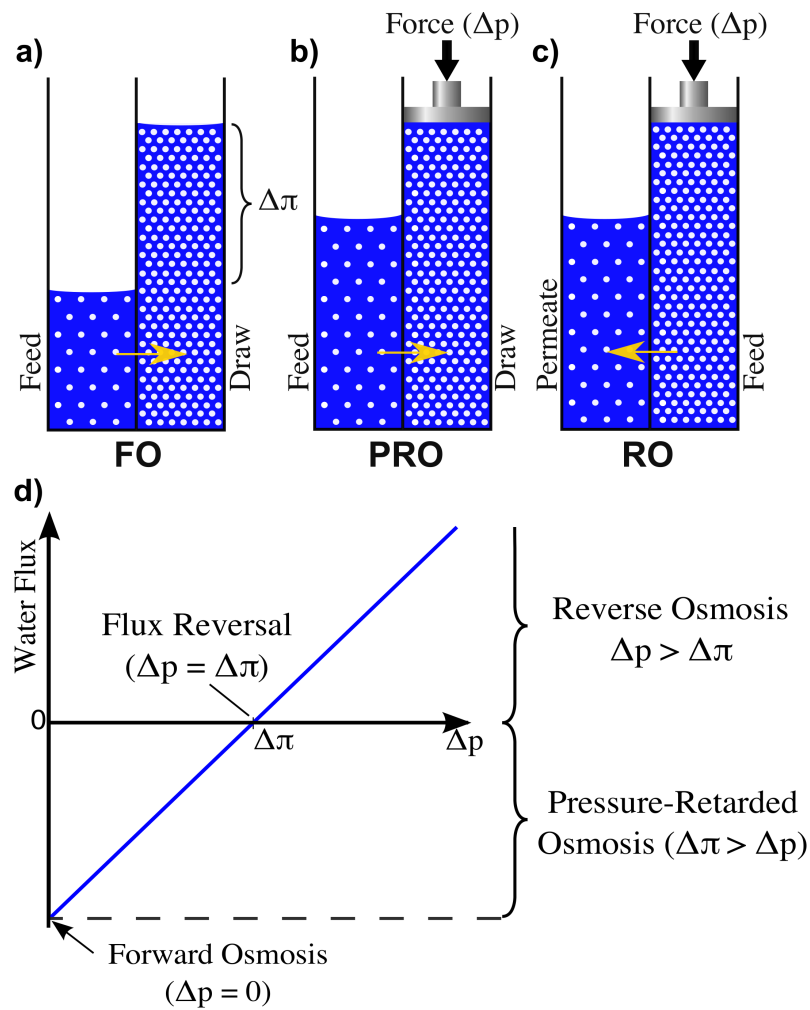 a)
Δπ
Feed
Draw
FO
b)
Force (Δp)
Feed
Draw
PRO
c)
Force (Δp)
Permeate
Feed
RO
d)
Water Flux
0
Flux Reversal
(Δp = Δπ)
Δπ
Δp
Reverse Osmosis
Δp > Δπ
Pressure-Retarded
Osmosis (Δπ > Δp)
Forward Osmosis
(Δp = 0)